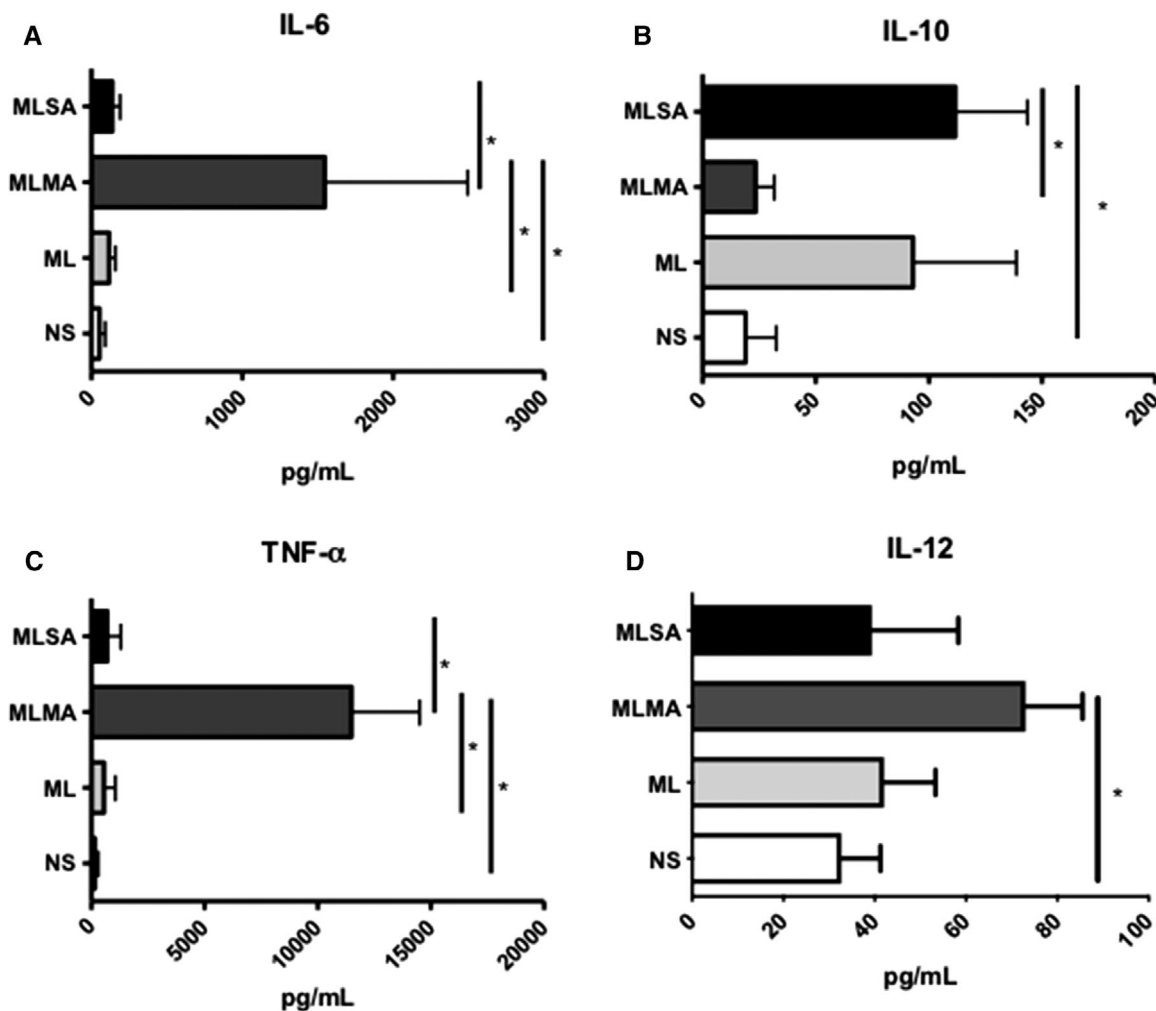 A
IL-6
MLSA
MLMA
ML
NS
*
*
*
0
1000
2000
3000
pg/mL
B
IL-10
MLSA
MLMA
ML
NS
*
*
0
50
100
150
200
pg/mL
C
TNF-α
MLSA
MLMA
ML
NS
*
*
*
0
5000
10000
15000
20000
pg/mL
D
IL-12
MLSA
MLMA
ML
NS
*
0
20
40
60
80
100
pg/mL